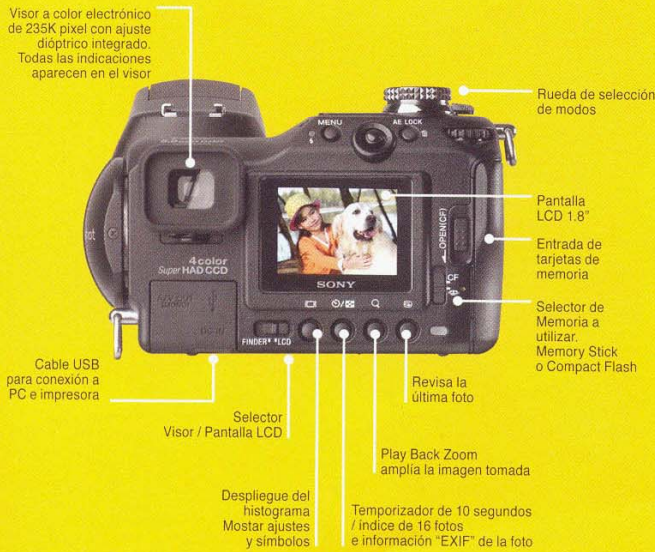 Visor a color electrónico
de 235K pixel con ajuste
dióptrico integrado.
Todas las indicaciones
aparecen en el visor
Rueda de selección
de modos
MENU
AE LOCK
Pantalla
LCD 1.8"
OPEN(CF)
Entrada de
tarjetas de
memoria
4color
Super HAD CCD
SONY
CF
Selector de
Memoria a
utilizar.
Memory Stick
o Compact Flash
FINDER LCD
Cable USB
para conexión a
PC e impresora
Selector
Visor / Pantalla LCD
Revisa la
última foto
Play Back Zoom
amplía la imagen tomada
Despliegue del
histograma
Mostar ajustes
y símbolos
Temporizador de 10 segundos
/ índice de 16 fotos
e información "EXIF" de la foto